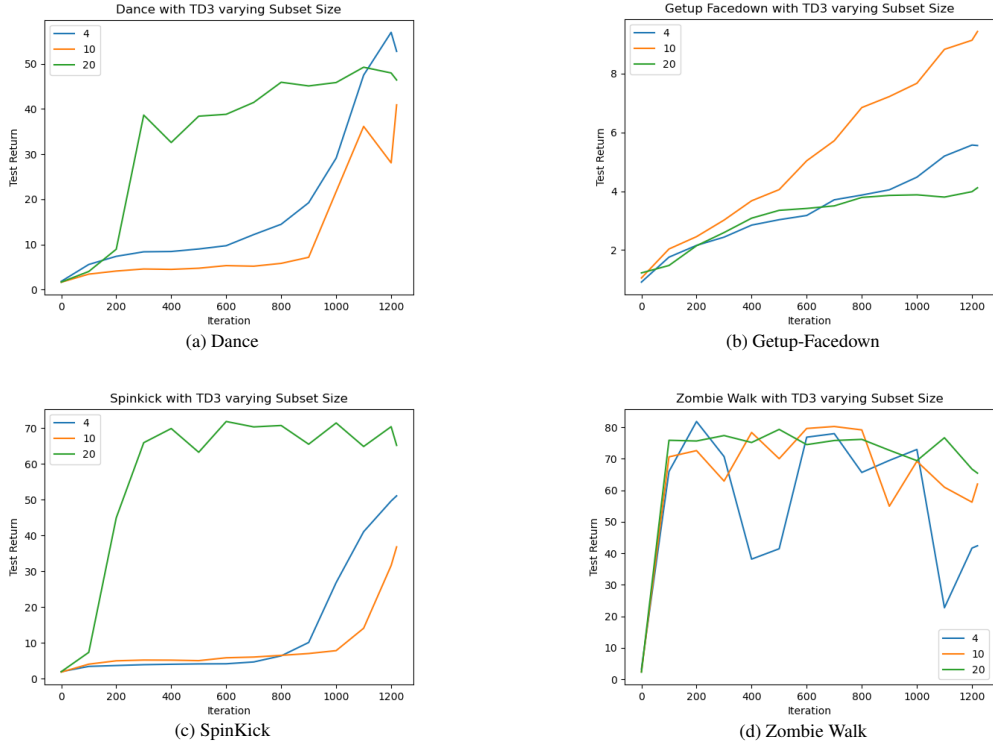 Dance with TD3 varying Subset Size
4
10
20
50
40
30
20
10
0
Test Return
0 200 400 600 800 1000 1200
Iteration
(a) Dance
Getup Facedown with TD3 varying Subset Size
4
10
20
8
6
4
2
Test Return
0 200 400 600 800 1000 1200
Iteration
(b) Getup-Facedown
Spinkick with TD3 varying Subset Size
4
10
20
70
60
50
40
30
20
10
0
Test Return
0 200 400 600 800 1000 1200
Iteration
(c) SpinKick
Zombie Walk with TD3 varying Subset Size
80
70
60
50
40
30
20
10
0
Test Return
4
10
20
0 200 400 600 800 1000 1200
Iteration
(d) Zombie Walk